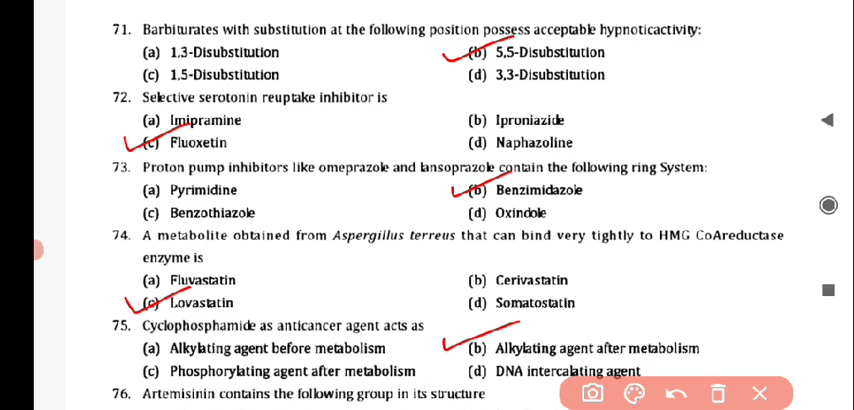 71. Barbiturates with substitution at the following position possess acceptable hypnoticactivity:
(a) 1,3-Disubstitution (b) 5,5-Disubstitution
(c) 1,5-Disubstitution (d) 3,3-Disubstitution
72. Selective serotonin reuptake inhibitor is
(a) Imipramine (b) Iproniazide
(c) Fluoxetin (d) Naphazoline
73. Proton pump inhibitors like omeprazole and lansoprazole contain the following ring System:
(a) Pyrimidine (b) Benzimidazole
(c) Benzothiazole (d) Oxindole
74. A metabolite obtained from Aspergillus terreus that can bind very tightly to HMG CoAreductase
enzyme is
(a) Fluvastatin (b) Cerivastatin
(c) Lovastatin (d) Somatostatin
75. Cyclophosphamide as anticancer agent acts as
(a) Alkylating agent before metabolism (b) Alkylating agent after metabolism
(c) Phosphorylating agent after metabolism (d) DNA intercalating agent
76. Artemisinin contains the following group in its structure